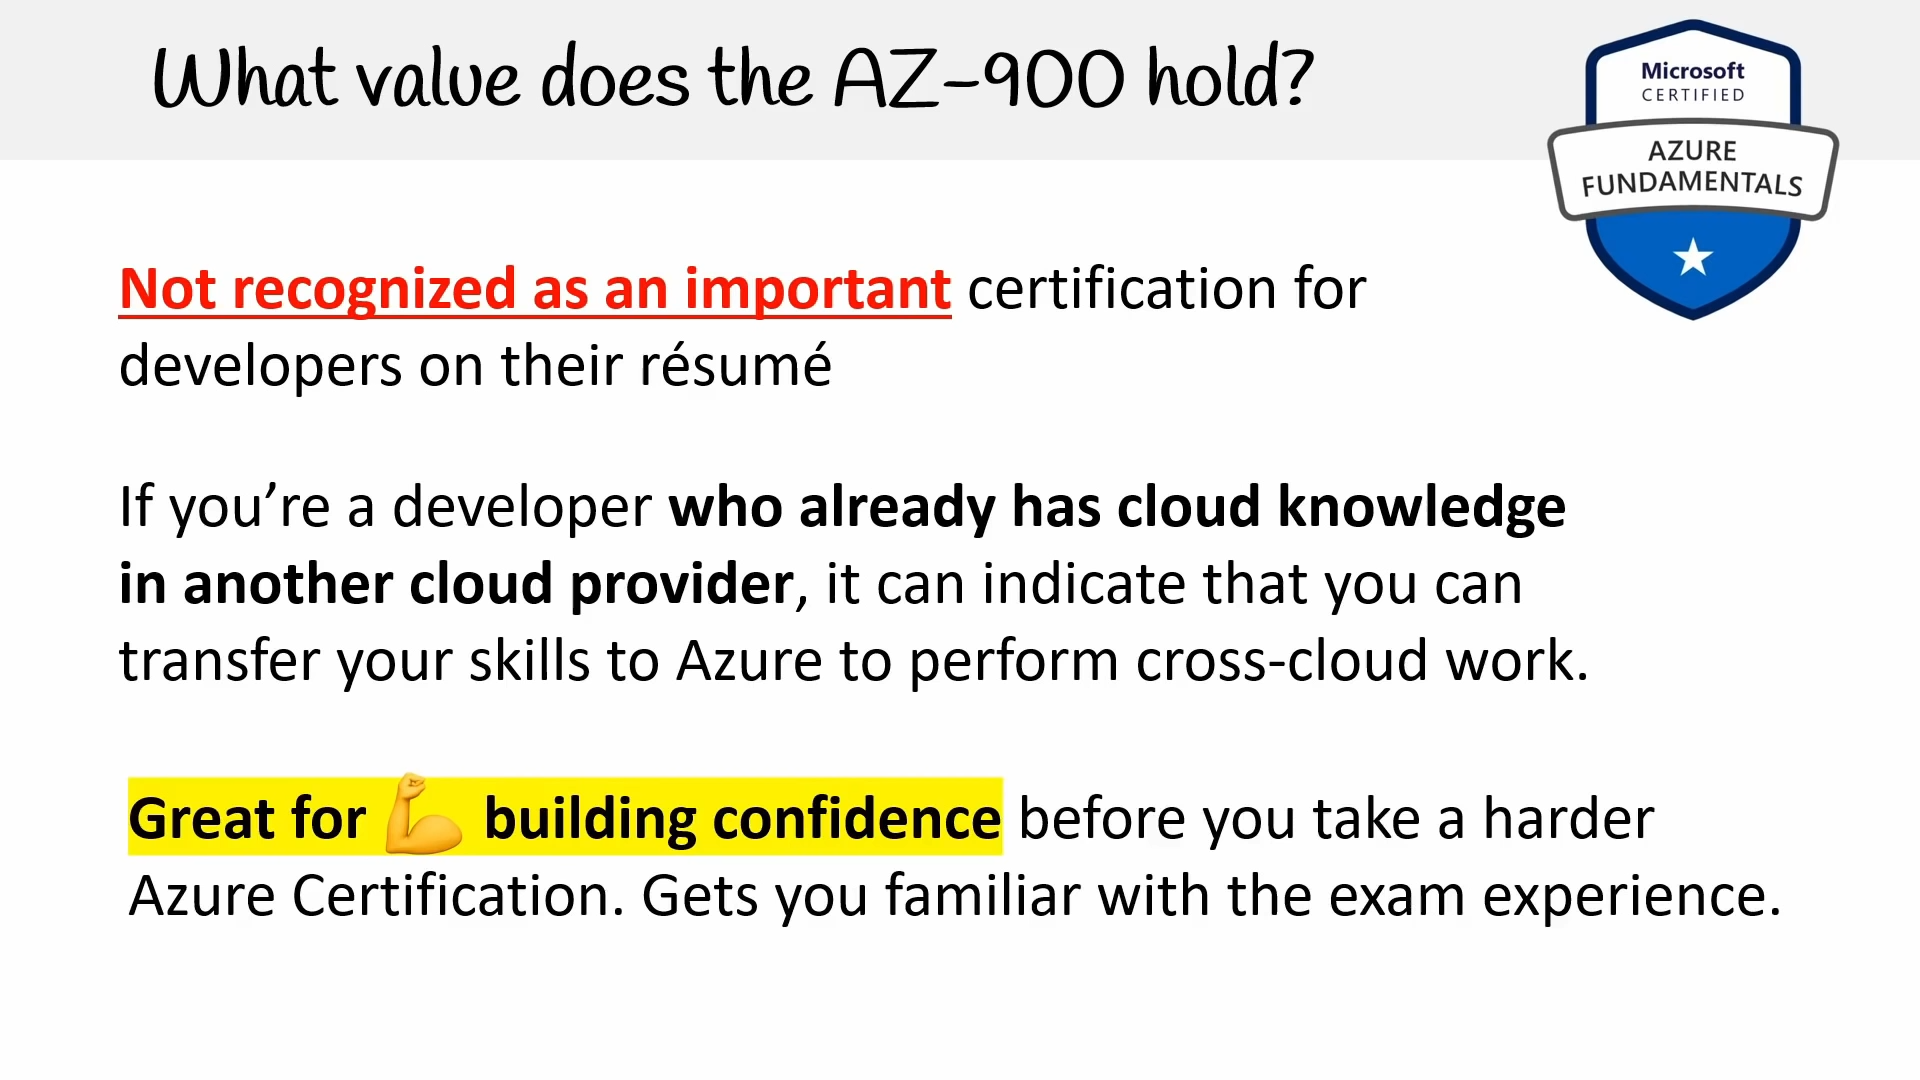 What value does the AZ-900 hold?
Microsoft
CERTIFIED
AZURE
FUNDAMENTALS
Not recognized as an important certification for
developers on their résumé
If you’re a developer who already has cloud knowledge
in another cloud provider, it can indicate that you can
transfer your skills to Azure to perform cross-cloud work.
Great for 💪 building confidence before you take a harder
Azure Certification. Gets you familiar with the exam experience.